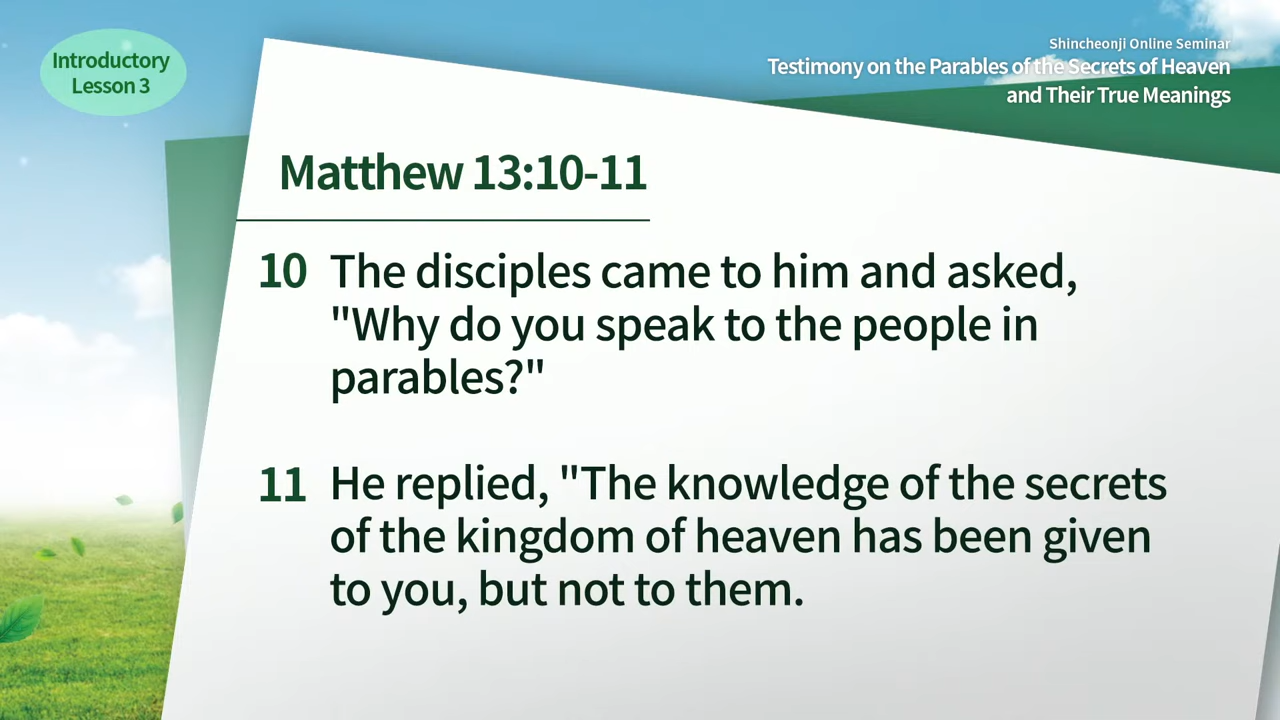 Introductory
Lesson 3
Shincheonji Online Seminar
Testimony on the Parables of the Secrets of Heaven
and Their True Meanings
Matthew 13:10-11
10 The disciples came to him and asked,
"Why do you speak to the people in
parables?"
11 He replied, "The knowledge of the secrets
of the kingdom of heaven has been given
to you, but not to them.